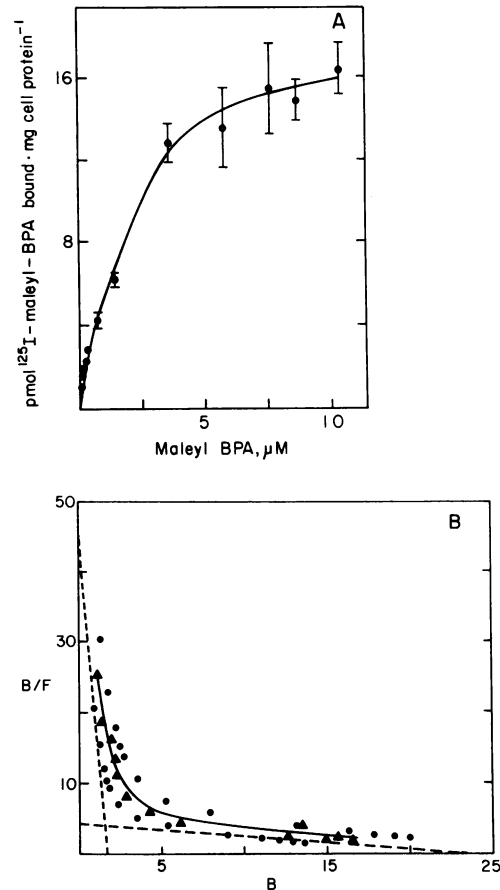 A
pmol ¹²⁵I-maleyl-BPA bound·mg cell protein⁻¹
16
8
5
10
Maleyl BPA, μM
B
50
30
B/F
10
5
15
25
B